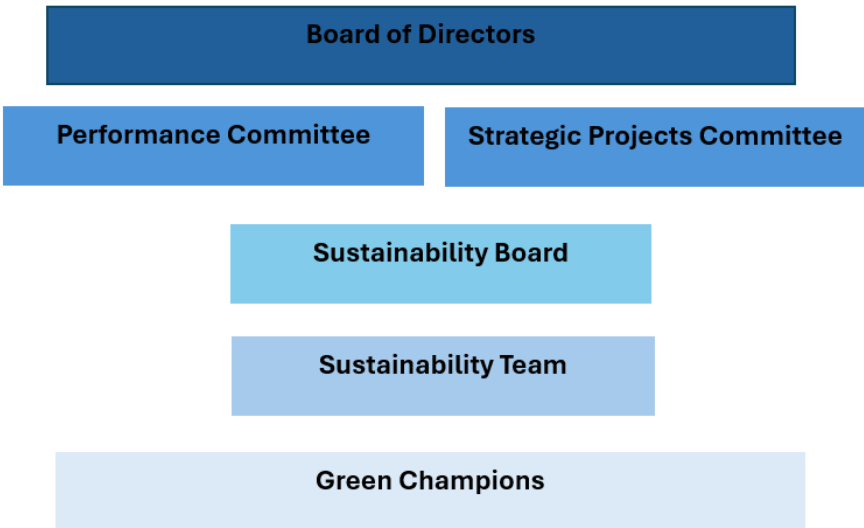 Board of Directors
Performance Committee
Strategic Projects Committee
Sustainability Board
Sustainability Team
Green Champions